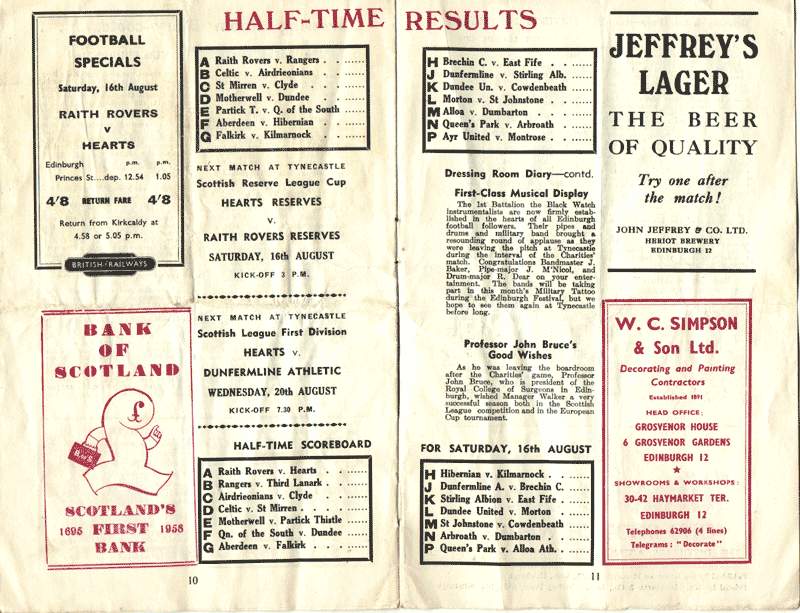 HALF-TIME RESULTS
FOOTBALL
SPECIALS
Saturday, 16th August
RAITH ROVERS
v
HEARTS
Edinburgh p.m. p.m.
Princes St....dep. 12.54 1.05
4/8 RETURN FARE 4/8
Return from Kirkcaldy at
4.58 or 5.05 p.m.
BRITISH RAILWAYS
BANK
OF
SCOTLAND
£
SCOTLAND'S
1695 FIRST 1958
BANK
A Raith Rovers v. Rangers
B Celtic v. Airdrieonians
C St Mirren v. Clyde
D Motherwell v. Dundee
E Partick T. v. Q. of the South
F Aberdeen v. Hibernian
G Falkirk v. Kilmarnock
NEXT MATCH AT TYNECASTLE
Scottish Reserve League Cup
HEARTS RESERVES
V.
RAITH ROVERS RESERVES
SATURDAY, 16th AUGUST
KICK-OFF 3 P.M.
NEXT MATCH AT TYNECASTLE
Scottish League First Division
HEARTS v.
DUNFERMLINE ATHLETIC
WEDNESDAY, 20th AUGUST
KICK-OFF 7.30 P.M.
HALF-TIME SCOREBOARD
A Raith Rovers v. Hearts
B Rangers v. Third Lanark
C Airdrieonians v. Clyde
D Celtic v. St Mirren
E Motherwell v. Partick Thistle
F Qn. of the South v. Dundee
G Aberdeen v. Falkirk
10
H Brechin C. v. East Fife
J Dunfermline v. Stirling Alb.
K Dundee Un. v. Cowdenbeath
L Morton v. St Johnstone
M Alloa v. Dumbarton
N Queen's Park v. Arbroath
P Ayr United v. Montrose
Dressing Room Diary—contd.
First-Class Musical Display
The 1st Battalion the Black Watch
instrumentalists are now firmly estab-
lished in the hearts of all Edinburgh
football followers. Their pipes and
drums and military band brought a
resounding round of applause as they
were leaving the pitch at Tynecastle
during the interval of the Charities'
match. Congratulations Bandmaster J.
Baker, Pipe-major J. M'Nicol, and
Drum-major R. Dear on your enter-
tainment. The bands will be taking
part in this month's Military Tattoo
during the Edinburgh Festival, but we
hope to see them again at Tynecastle
before long.
Professor John Bruce's
Good Wishes
As he was leaving the boardroom
after the Charities' game, Professor
John Bruce, who is president of the
Royal College of Surgeons in Edin-
burgh, wished Manager Walker a very
successful season both in the Scottish
League competition and in the European
Cup tournament.
FOR SATURDAY, 16th AUGUST
H Hibernian v. Kilmarnock
J Dunfermline A. v. Brechin C.
K Stirling Albion v. East Fife
L Dundee United v. Morton
M St Johnstone v. Cowdenbeath
N Arbroath v. Dumbarton
P Queen's Park v. Alloa Ath.
11
JEFFREY'S
LAGER
THE BEER
OF QUALITY
Try one after
the match!
JOHN JEFFREY & CO. LTD.
HERIOT BREWERY
EDINBURGH 12
W. C. SIMPSON
& Son Ltd.
Decorating and Painting
Contractors
Established 1891
HEAD OFFICE:
GROSVENOR HOUSE
6 GROSVENOR GARDENS
EDINBURGH 12
SHOWROOMS & WORKSHOPS:
30-42 HAYMARKET TER.
EDINBURGH 12
Telephones 62906 (4 lines)
Telegrams: "Decorate"